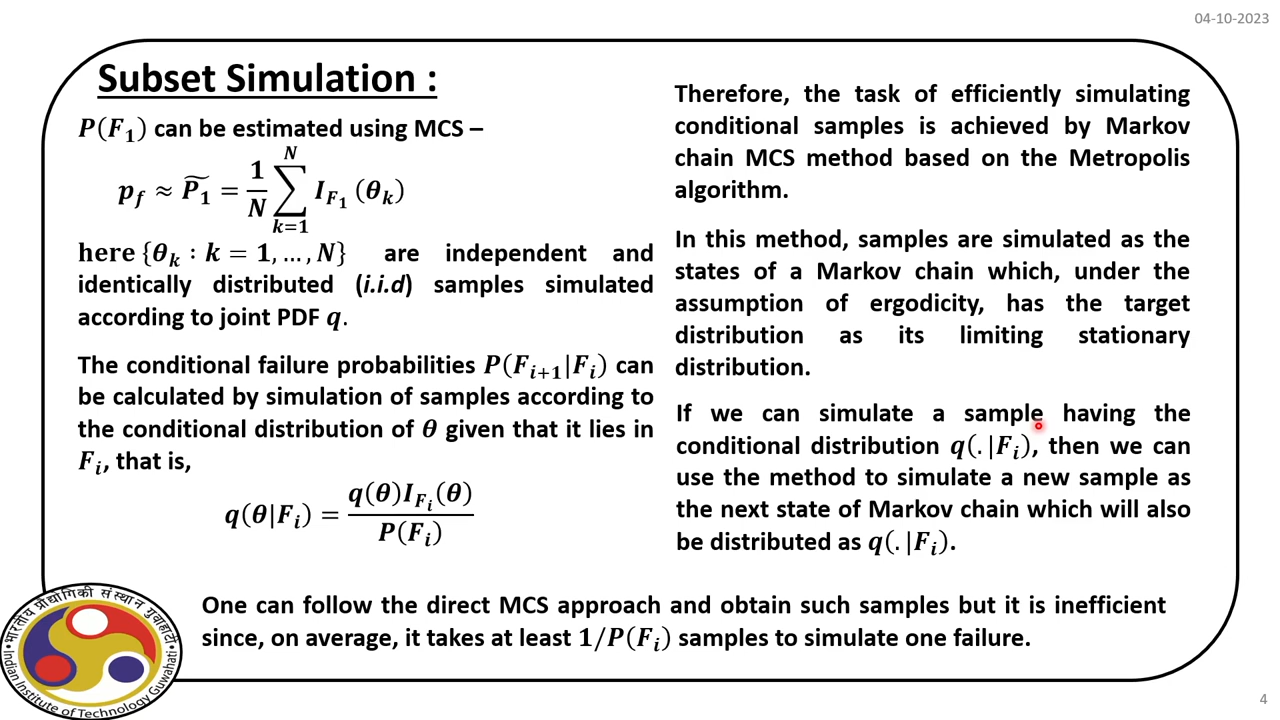 04-10-2023
Subset Simulation :
P(F₁) can be estimated using MCS –
p_f ≈ P̃₁ = 1/N ∑_{k=1}^{N} I_{F₁} (θ_k)
here {θ_k : k = 1, … , N} are independent and
identically distributed (i.i.d) samples simulated
according to joint PDF q.
The conditional failure probabilities P(F_{i+1}|F_i) can
be calculated by simulation of samples according to
the conditional distribution of θ given that it lies in
F_i, that is,
q(θ|F_i) = q(θ)I_{F_i}(θ) / P(F_i)
Therefore, the task of efficiently simulating
conditional samples is achieved by Markov
chain MCS method based on the Metropolis
algorithm.
In this method, samples are simulated as the
states of a Markov chain which, under the
assumption of ergodicity, has the target
distribution as its limiting stationary
distribution.
If we can simulate a sample having the
conditional distribution q(. |F_i), then we can
use the method to simulate a new sample as
the next state of Markov chain which will also
be distributed as q(. |F_i).
One can follow the direct MCS approach and obtain such samples but it is inefficient
since, on average, it takes at least 1/P(F_i) samples to simulate one failure.
भारतीय प्रौद्योगिकी संस्थान गुवाहाटी
Indian Institute of Technology Guwahati
4